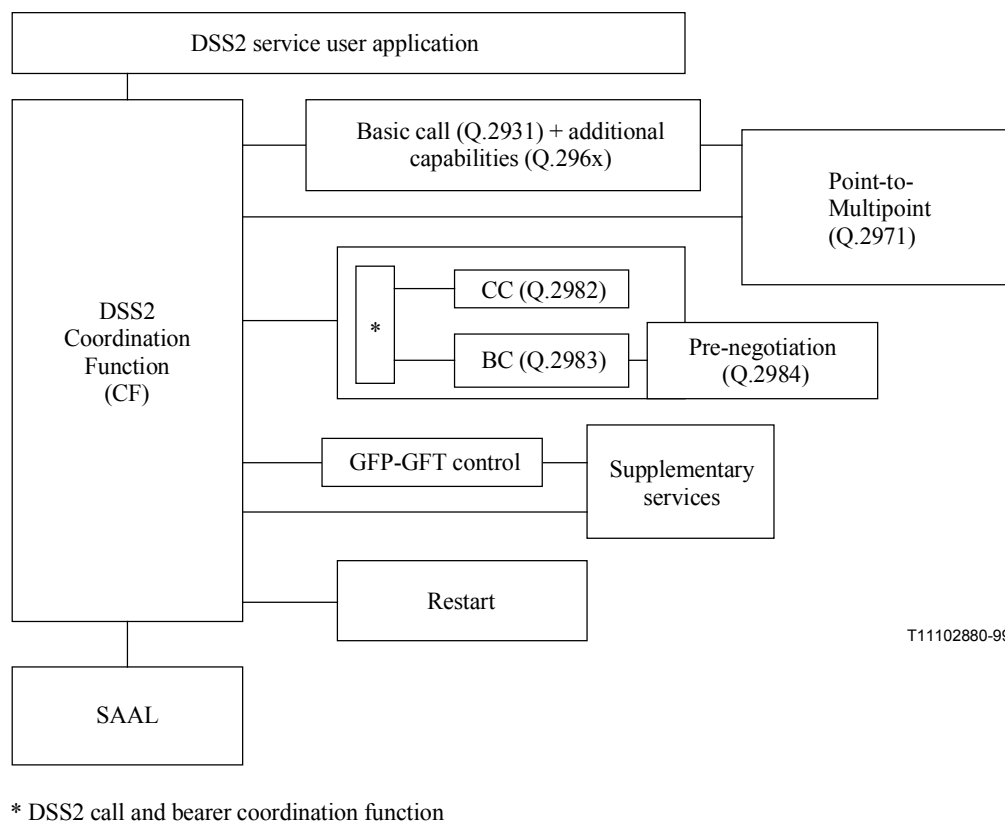 DSS2 service user application
Basic call (Q.2931) + additional
capabilities (Q.296x)
Point-to-
Multipoint
(Q.2971)
DSS2
Coordination
Function
(CF)
*
CC (Q.2982)
BC (Q.2983)
Pre-negotiation
(Q.2984)
GFP-GFT control
Supplementary
services
Restart
T11102880-99
SAAL
* DSS2 call and bearer coordination function